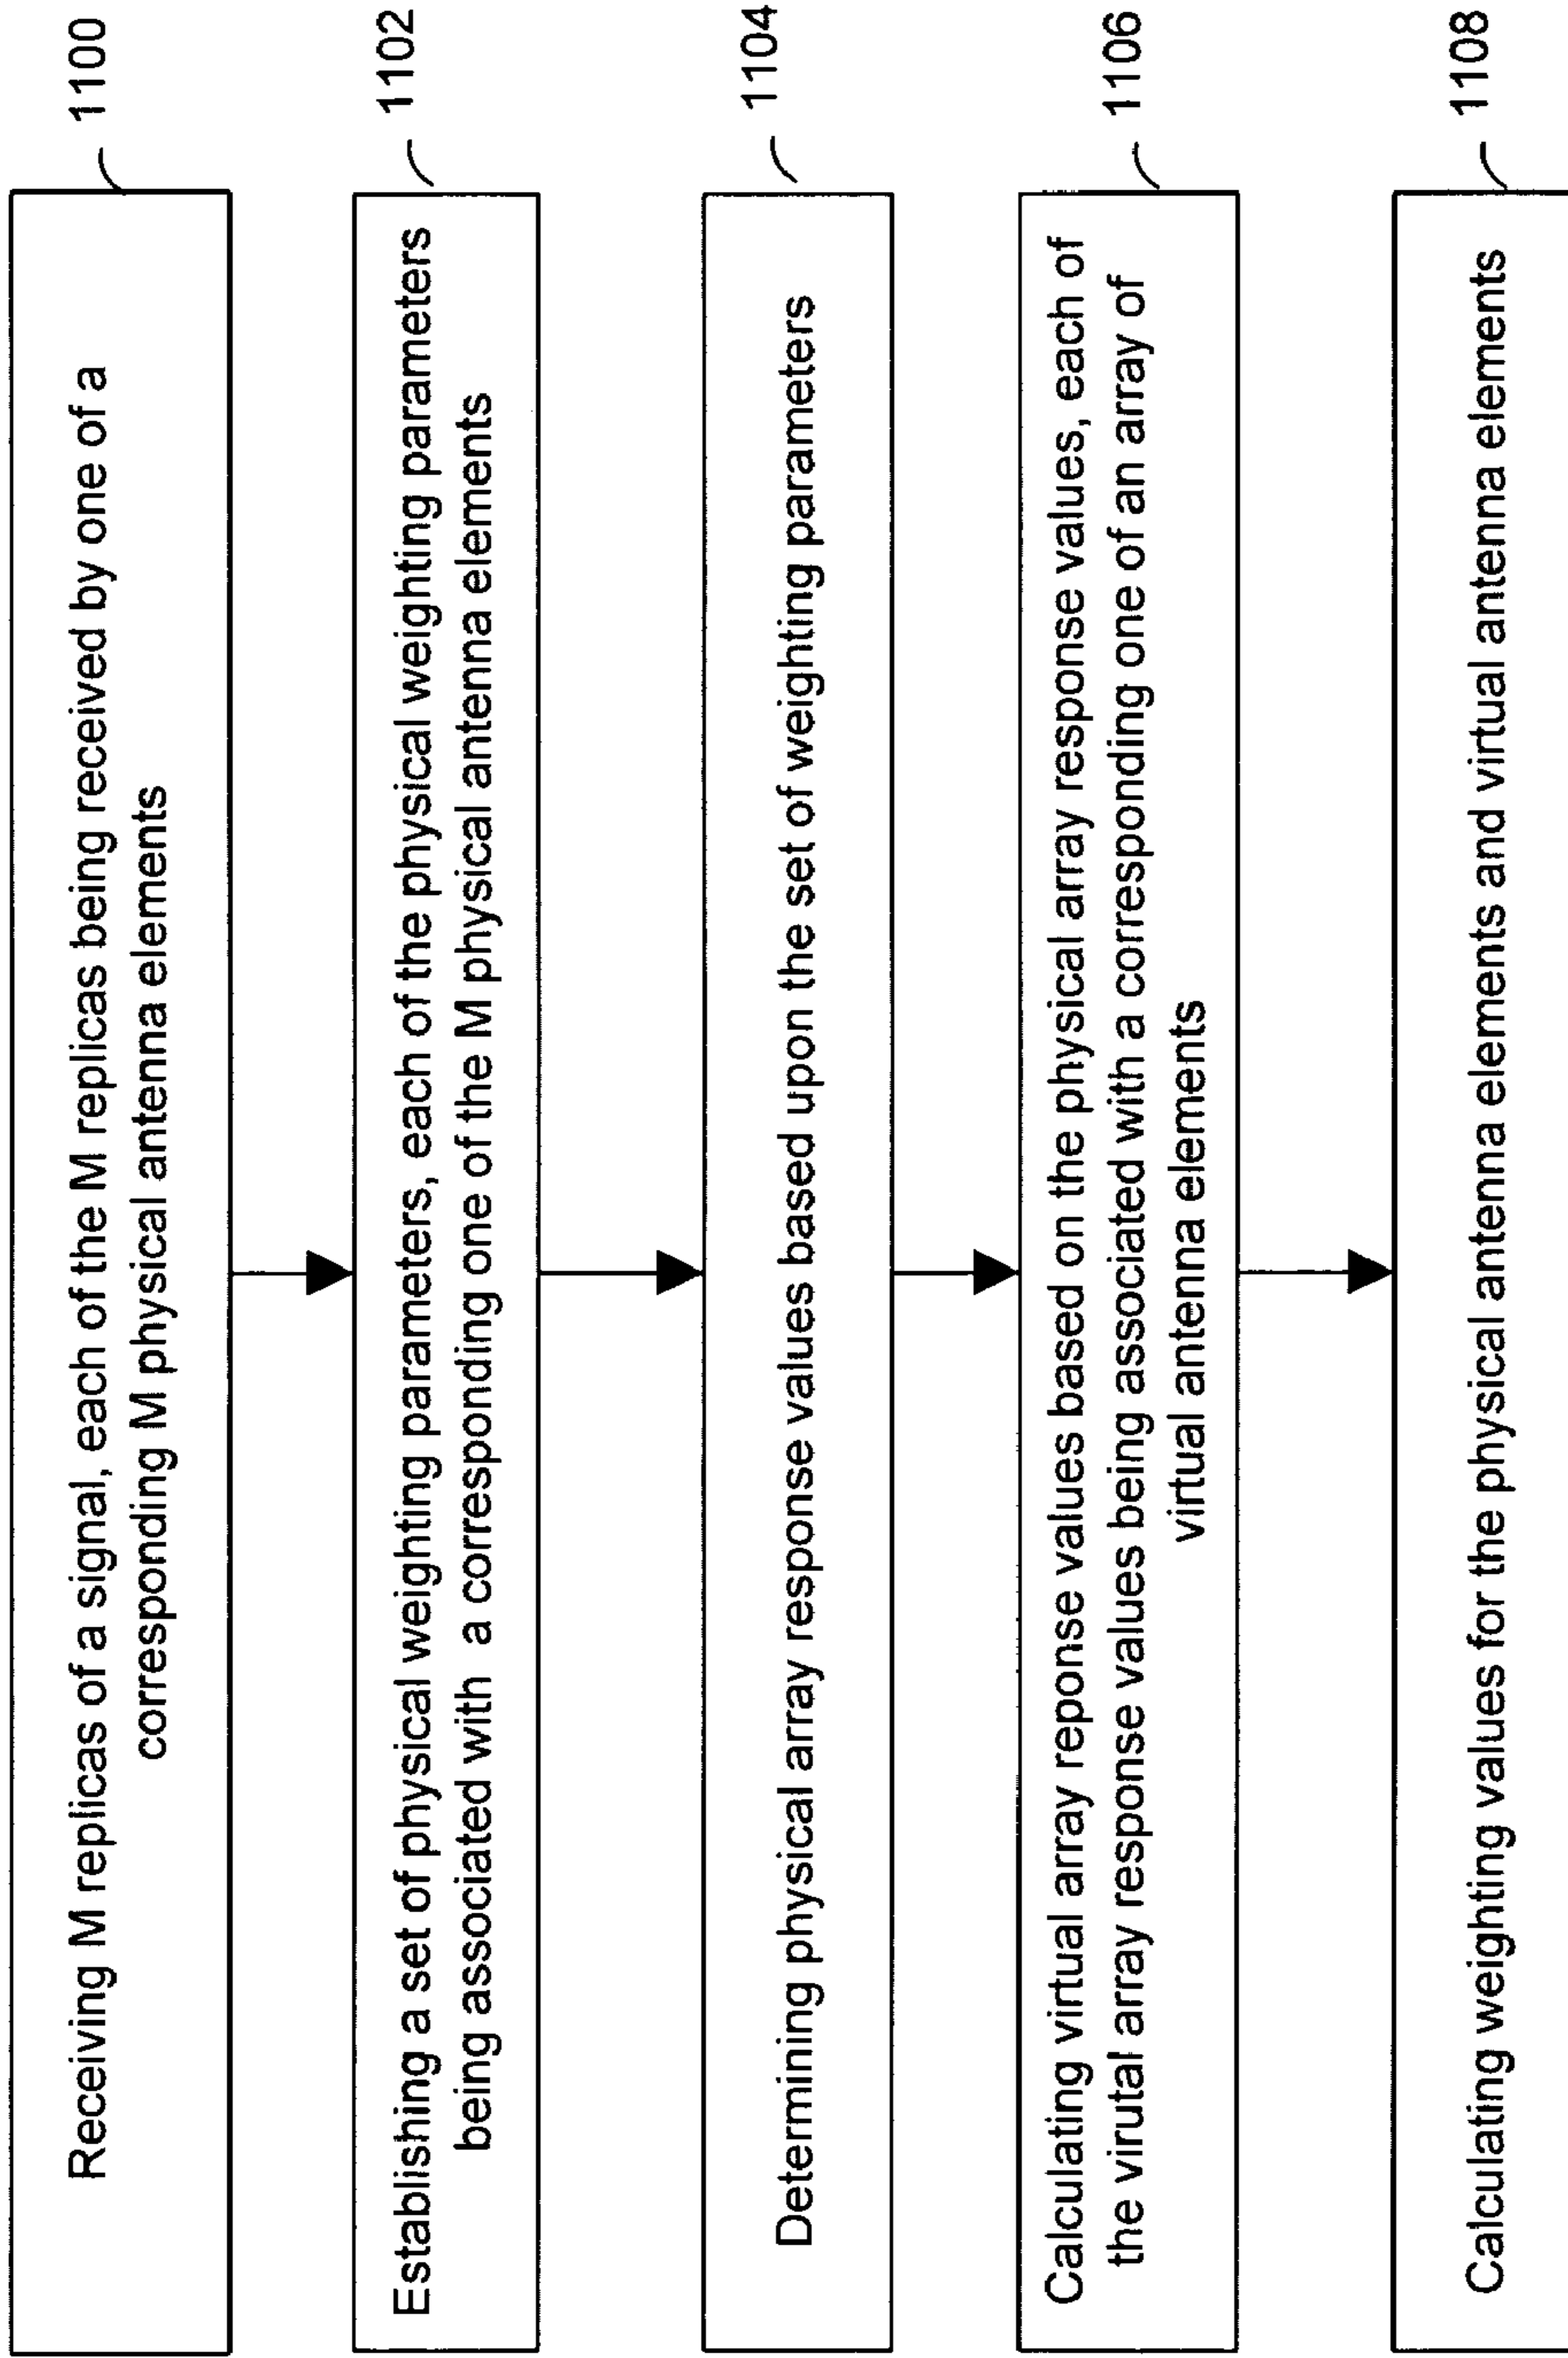 Receiving M replicas of a signal, each of the M replicas being received by one of a
corresponding M physical antenna elements
1100
Establishing a set of physical weighting parameters, each of the physical weighting parameters
being associated with a corresponding one of the M physical antenna elements
1102
Determining physical array response values based upon the set of weighting parameters
1104
Calculating virtual array reponse values based on the physical array response values, each of
the virutal array response values being associated with a corresponding one of an array of
virtual antenna elements
1106
Calculating weighting values for the physical antenna elements and virtual antenna elements
1108